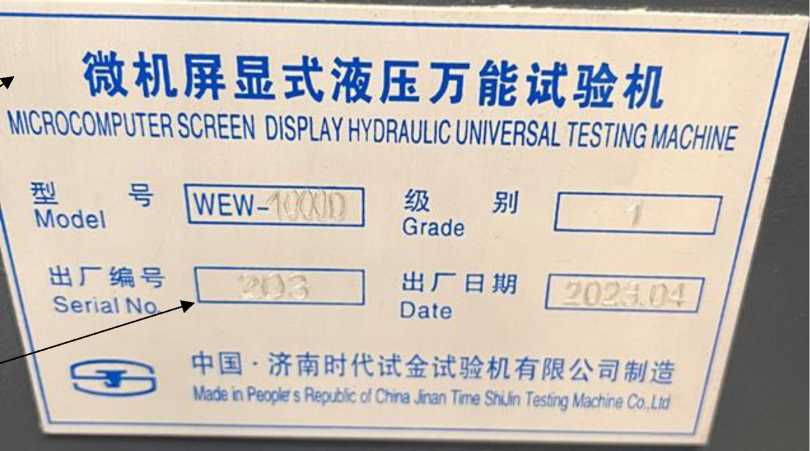 微机屏显式液压万能试验机
MICROCOMPUTER SCREEN DISPLAY HYDRAULIC UNIVERSAL TESTING MACHINE
型 号 WEW-1000D 级 别 1
Model Grade
出厂编号 203 出厂日期
Serial No. Date
中国·济南时代试金试验机有限公司制造
Made in People's Republic of China Jinan Time ShiJin Testing Machine Co.,Ltd